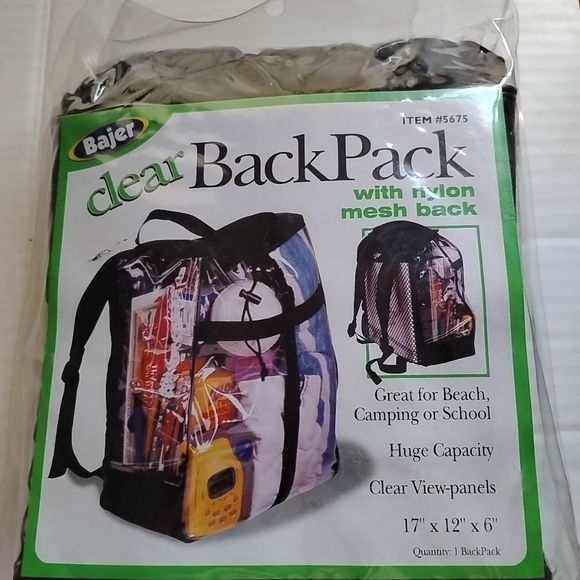 ITEM #5675
Bajer
clear BackPack
with nylon
mesh back
Great for Beach,
Camping or School
Huge Capacity
Clear View-panels
17" x 12" x 6"
Quantity: 1 BackPack